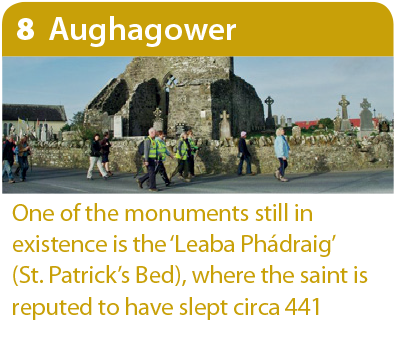 8 Aughagower
One of the monuments still in
existence is the ‘Leaba Phádraig’
(St. Patrick’s Bed), where the saint is
reputed to have slept circa 441